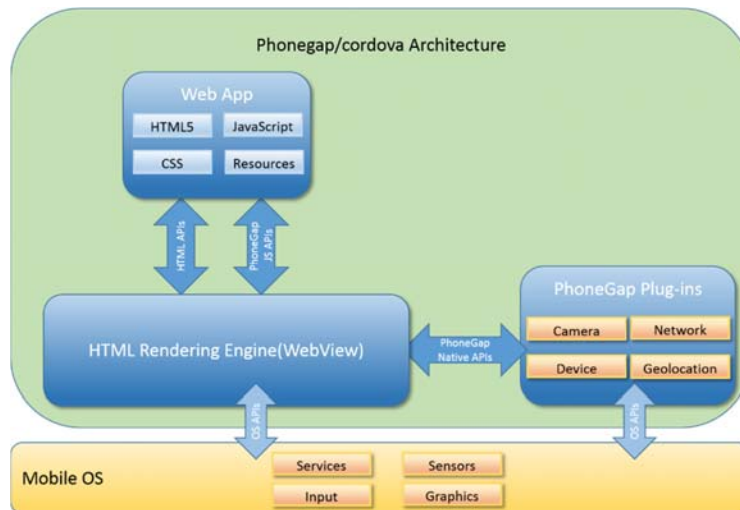 Phonegap/cordova Architecture
Web App
HTML5
JavaScript
CSS
Resources
HTML APIs
PhoneGap
JS APIs
HTML Rendering Engine(WebView)
PhoneGap
Native APIs
PhoneGap Plug-ins
Camera
Network
Device
Geolocation
OS APIs
OS APIs
Mobile OS
Services
Sensors
Input
Graphics